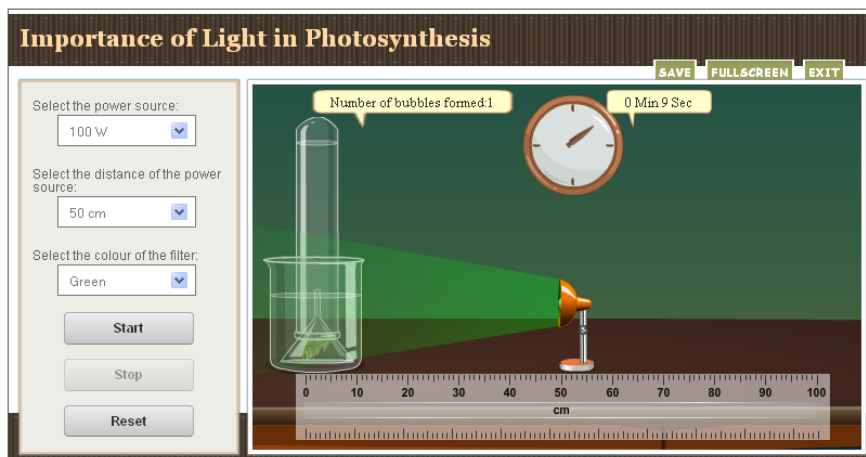 Importance of Light in Photosynthesis
SAVE FULLSCREEN EXIT
Select the power source:
100 W
Select the distance of the power
source:
50 cm
Select the colour of the filter:
Green
Start
Stop
Reset
Number of bubbles formed:1
0 Min 9 Sec
0 10 20 30 40 50 60 70 80 90 100
cm